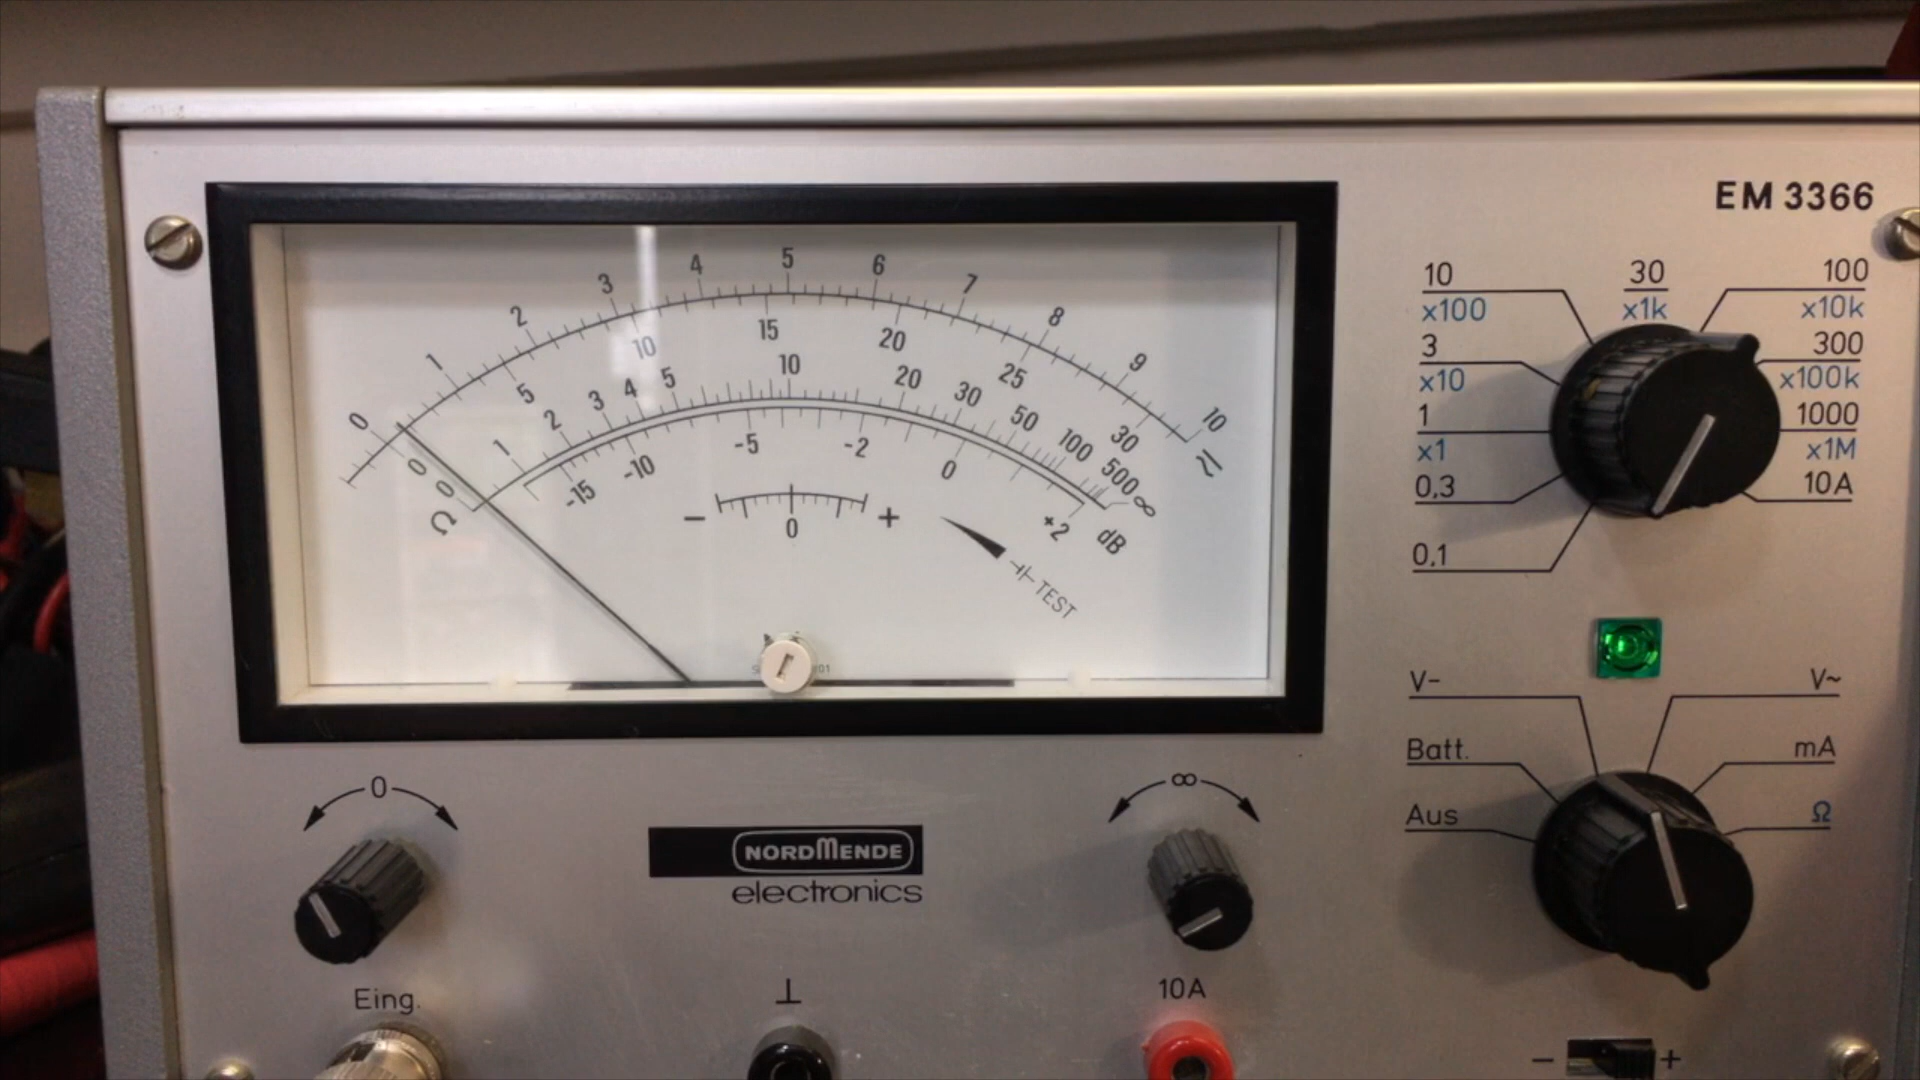 EM 3366
0 1 2 3 4 5 6 7 8 9 10
0 5 10 15 20 25 30
0 1 2 3 4 5 10 20 30 50 100 500 ∞
Ω
-15 -10 -5 -2 0 +2 dB
− 0 +
TEST
10
x100
30
x1k
100
x10k
3
x10
300
x100k
1
x1
1000
x1M
0,3
10A
0,1
V-
V~
Batt.
mA
Aus
Ω
0
∞
NORDMENDE
electronics
Eing.
⊥
10A
− +